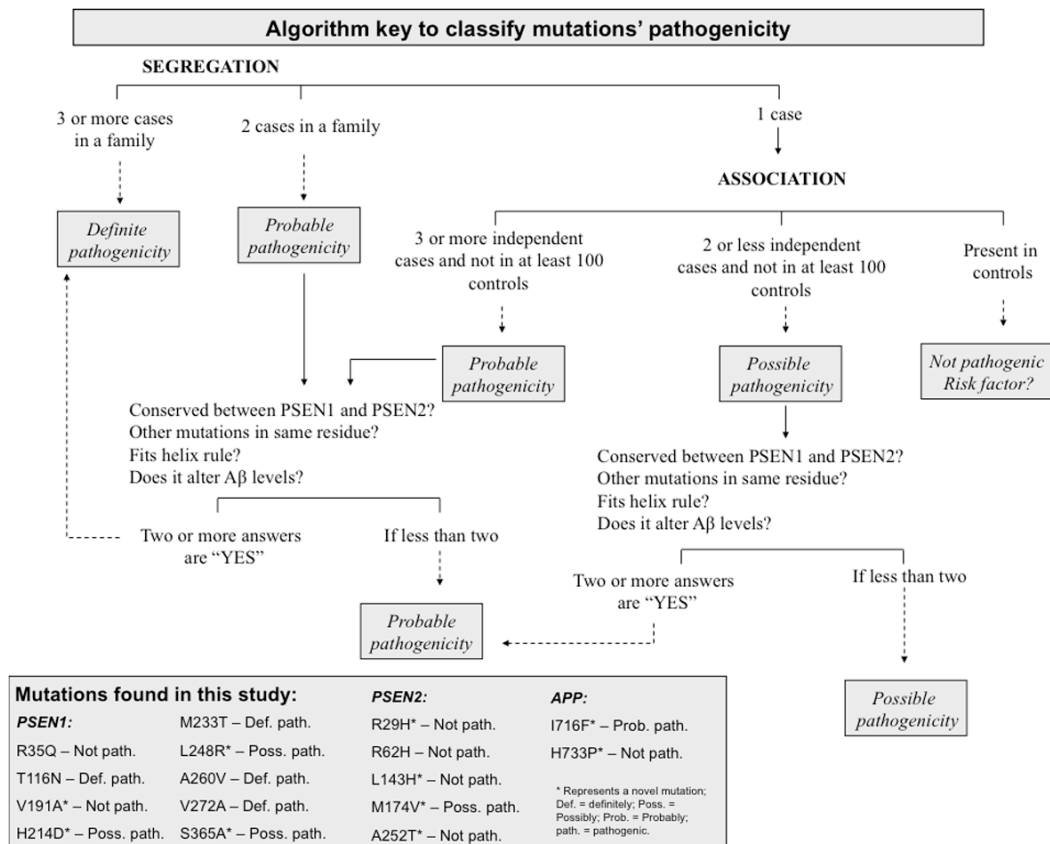 Algorithm key to classify mutations' pathogenicity
SEGREGATION
3 or more cases
in a family
2 cases in a family
1 case
ASSOCIATION
Definite
pathogenicity
Probable
pathogenicity
3 or more independent
cases and not in at least 100
controls
2 or less independent
cases and not in at least 100
controls
Present in
controls
Probable
pathogenicity
Possible
pathogenicity
Not pathogenic
Risk factor?
Conserved between PSEN1 and PSEN2?
Other mutations in same residue?
Fits helix rule?
Does it alter Aβ levels?
Conserved between PSEN1 and PSEN2?
Other mutations in same residue?
Fits helix rule?
Does it alter Aβ levels?
Two or more answers
are “YES”
If less than two
Two or more answers
are “YES”
If less than two
Probable
pathogenicity
Possible
pathogenicity
Mutations found in this study:
PSEN1:
R35Q – Not path.
T116N – Def. path.
V191A* – Not path.
H214D* – Poss. path.
M233T – Def. path.
L248R* – Poss. path.
A260V – Def. path.
V272A – Def. path.
S365A* – Poss. path.
PSEN2:
R29H* – Not path.
R62H – Not path.
L143H* – Not path.
M174V* – Poss. path.
A252T* – Not path.
APP:
I716F* – Prob. path.
H733P* – Not path.
* Represents a novel mutation;
Def. = definitely; Poss. =
Possibly; Prob. = Probably;
path. = pathogenic.